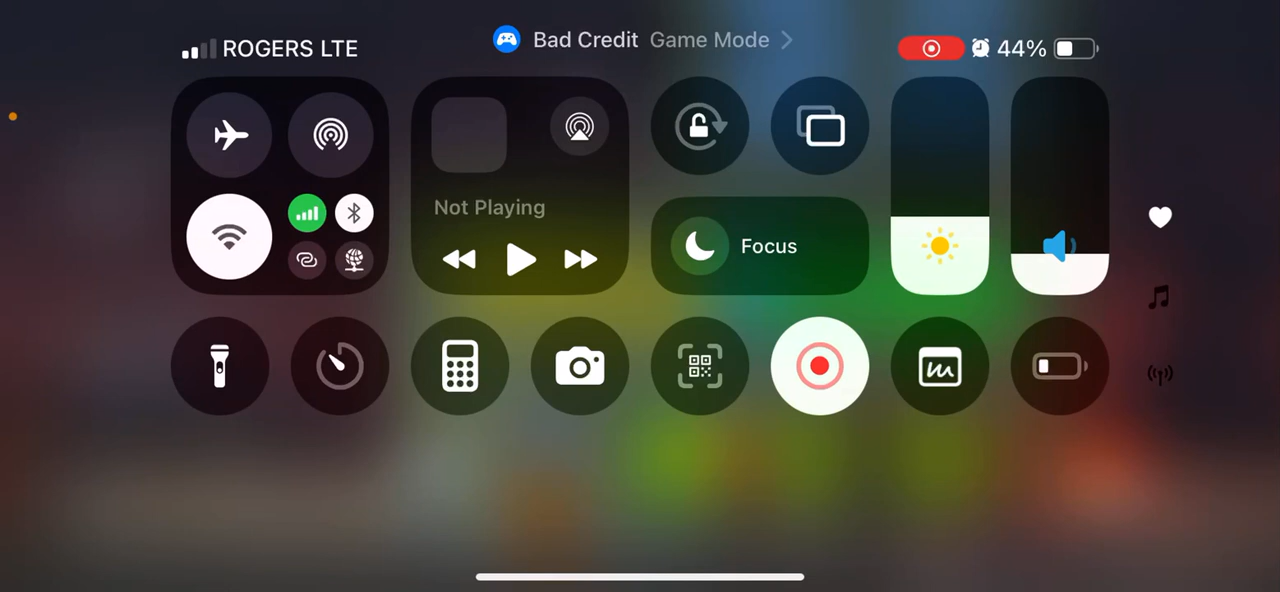 ROGERS LTE
Bad Credit Game Mode
44%
Not Playing
Focus